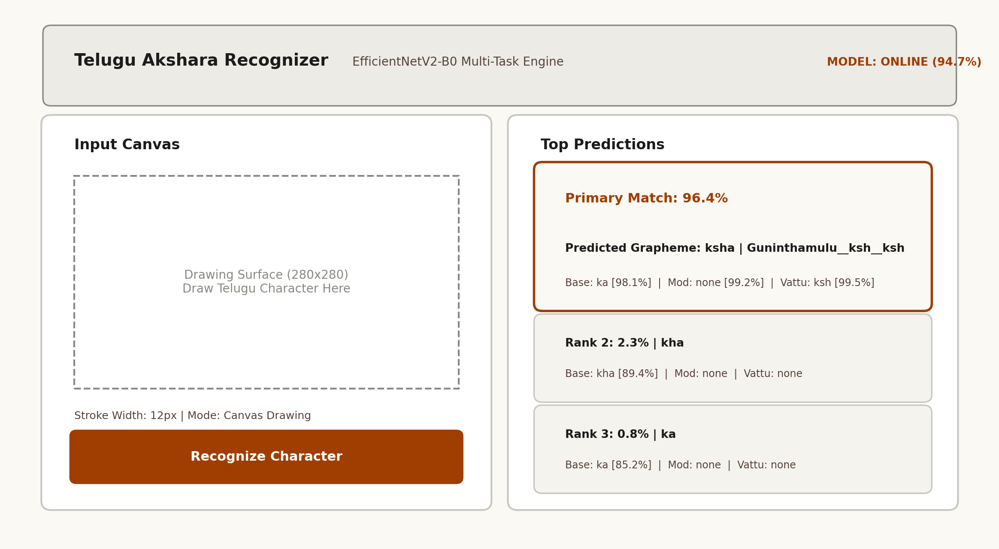 Telugu Akshara Recognizer EfficientNetV2-B0 Multi-Task Engine MODEL: ONLINE (94.7%)
Input Canvas
Drawing Surface (280x280)
Draw Telugu Character Here
Stroke Width: 12px | Mode: Canvas Drawing
Recognize Character
Top Predictions
Primary Match: 96.4%
Predicted Grapheme: ksha | Guninthamulu__ksh__ksh
Base: ka [98.1%] | Mod: none [99.2%] | Vattu: ksh [99.5%]
Rank 2: 2.3% | kha
Base: kha [89.4%] | Mod: none | Vattu: none
Rank 3: 0.8% | ka
Base: ka [85.2%] | Mod: none | Vattu: none